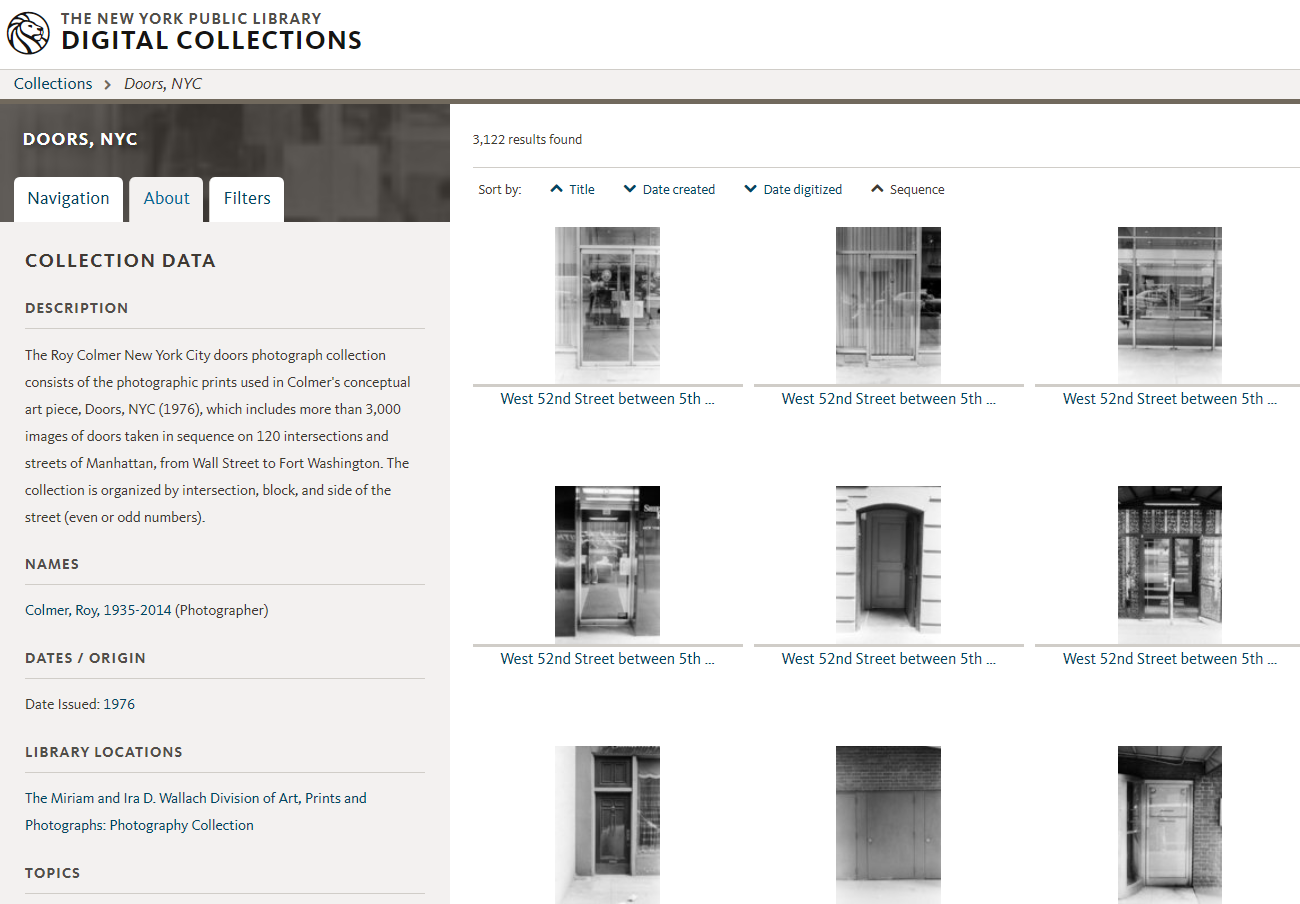 THE NEW YORK PUBLIC LIBRARY
DIGITAL COLLECTIONS
Collections > Doors, NYC
DOORS, NYC
Navigation About Filters
COLLECTION DATA
DESCRIPTION
The Roy Colmer New York City doors photograph collection
consists of the photographic prints used in Colmer's conceptual
art piece, Doors, NYC (1976), which includes more than 3,000
images of doors taken in sequence on 120 intersections and
streets of Manhattan, from Wall Street to Fort Washington. The
collection is organized by intersection, block, and side of the
street (even or odd numbers).
NAMES
Colmer, Roy, 1935-2014 (Photographer)
DATES / ORIGIN
Date Issued: 1976
LIBRARY LOCATIONS
The Miriam and Ira D. Wallach Division of Art, Prints and
Photographs: Photography Collection
TOPICS
3,122 results found
Sort by: Title Date created Date digitized Sequence
West 52nd Street between 5th ... West 52nd Street between 5th ... West 52nd Street between 5th ...
West 52nd Street between 5th ... West 52nd Street between 5th ... West 52nd Street between 5th ...